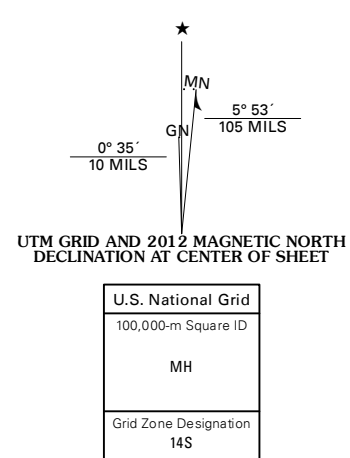 ★
MN
5° 53´
105 MILS
GN
0° 35´
10 MILS
UTM GRID AND 2012 MAGNETIC NORTH
DECLINATION AT CENTER OF SHEET
U.S. National Grid
100,000-m Square ID
MH
Grid Zone Designation
14S